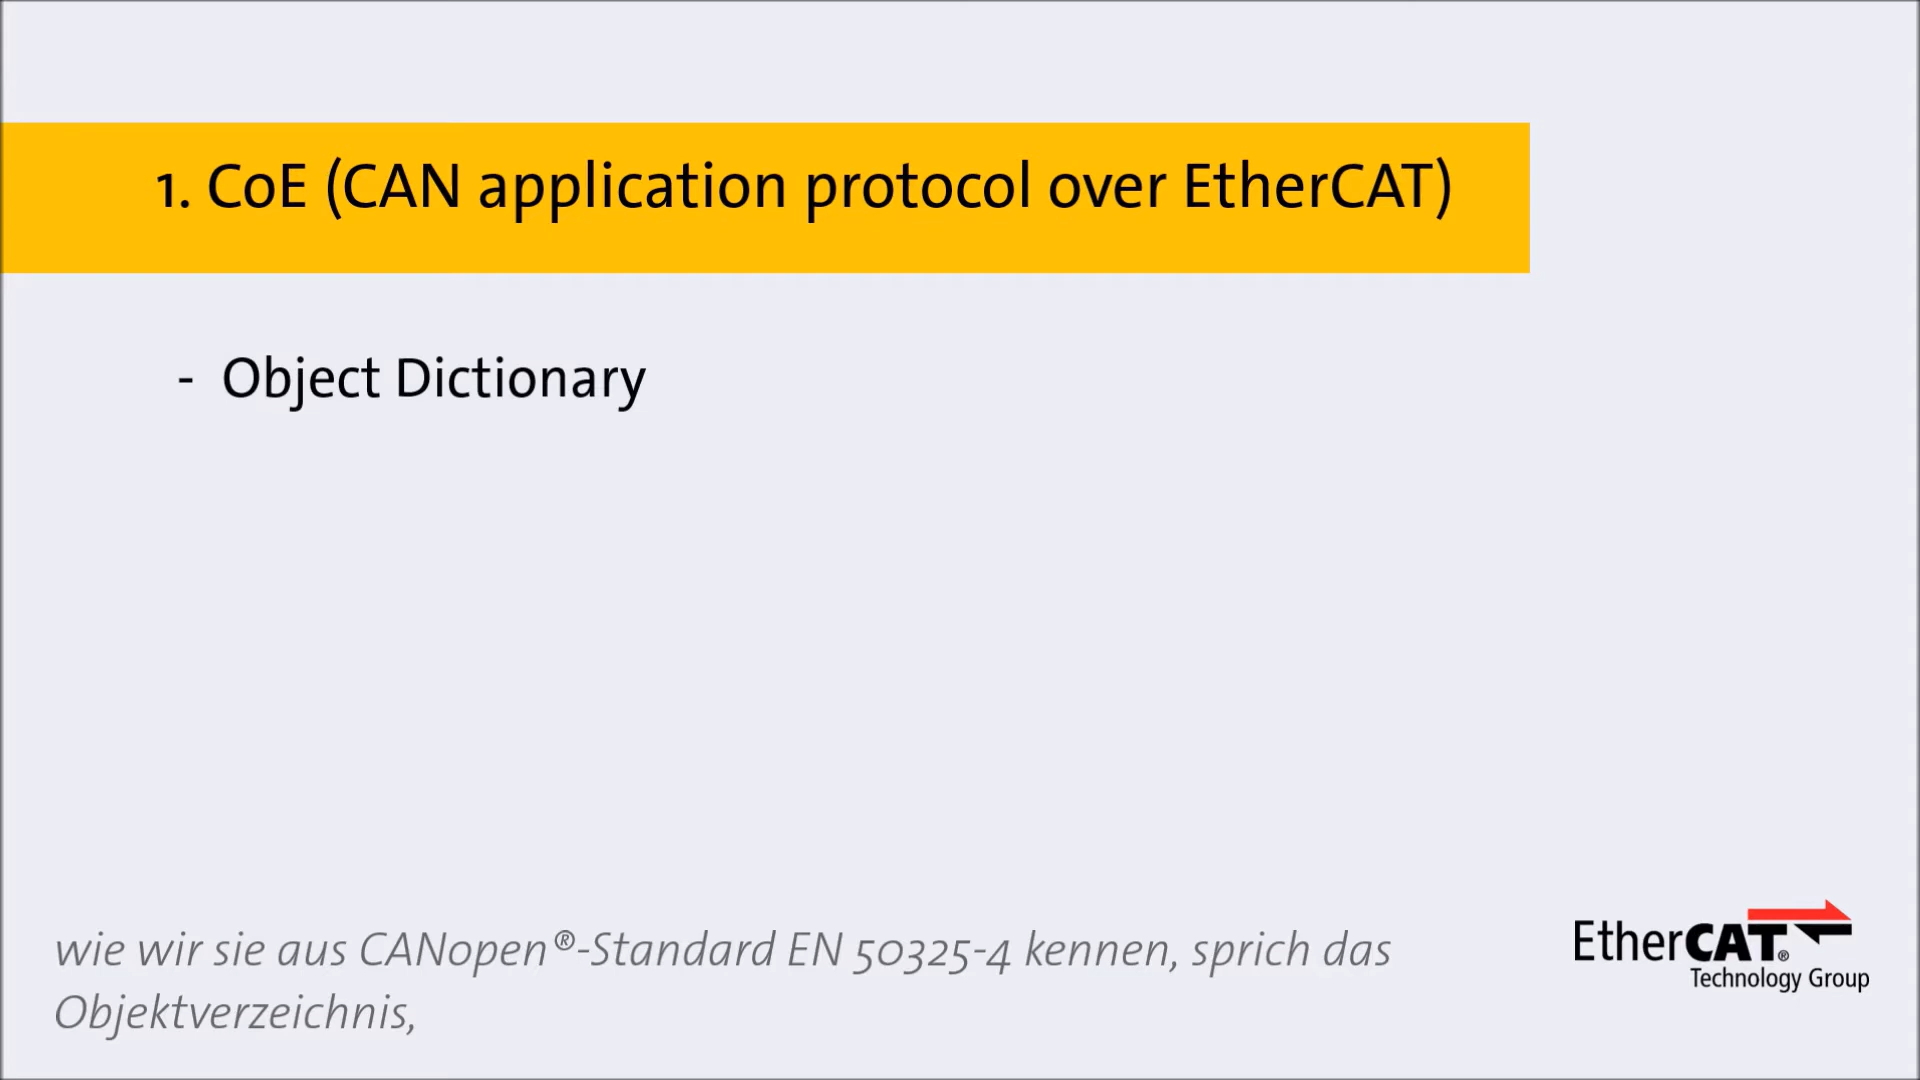 1. CoE (CAN application protocol over EtherCAT)
- Object Dictionary
wie wir sie aus CANopen®-Standard EN 50325-4 kennen, sprich das
Objektverzeichnis,
EtherCAT®
Technology Group